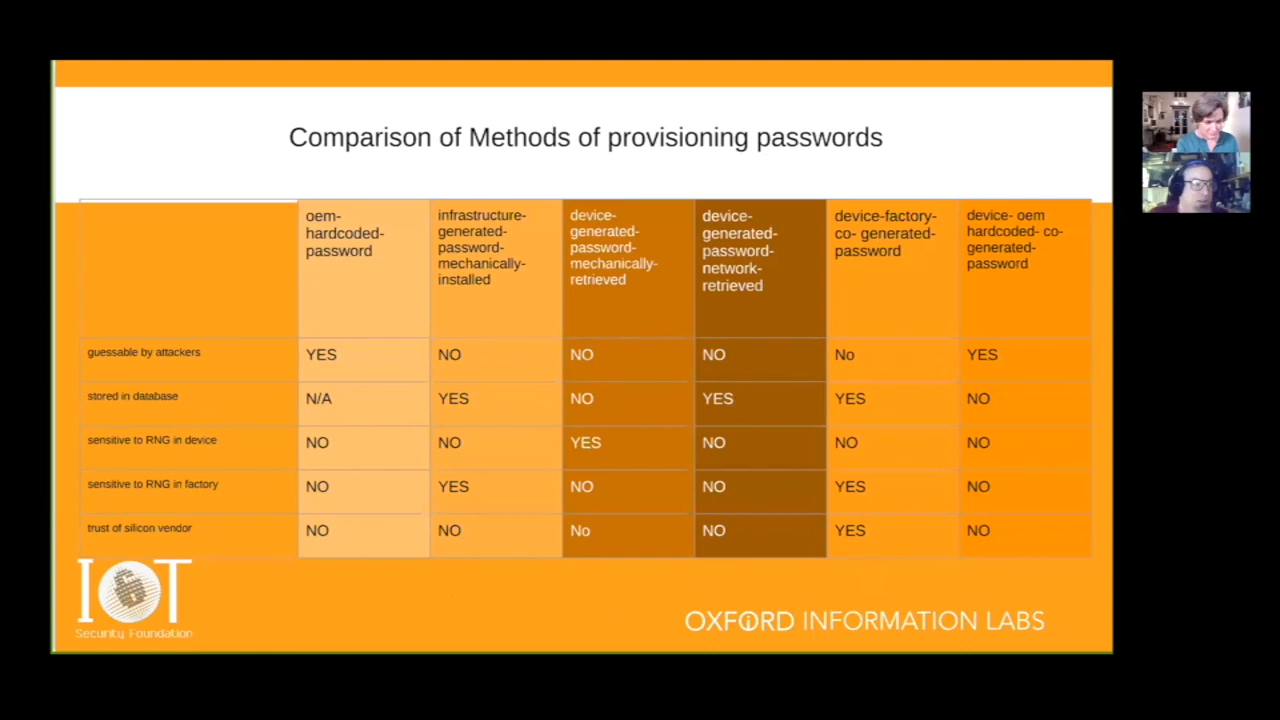 Comparison of Methods of provisioning passwords
oem-
hardcoded-
password
infrastructure-
generated-
password-
mechanically-
installed
device-
generated-
password-
mechanically-
retrieved
device-
generated-
password-
network-
retrieved
device-factory-
co- generated-
password
device- oem
hardcoded- co-
generated-
password
guessable by attackers YES NO NO NO No YES
stored in database N/A YES NO YES YES NO
sensitive to RNG in device NO NO YES NO NO NO
sensitive to RNG in factory NO YES NO NO YES NO
trust of silicon vendor NO NO No NO YES NO
IOT
Security Foundation
OXFORD INFORMATION LABS